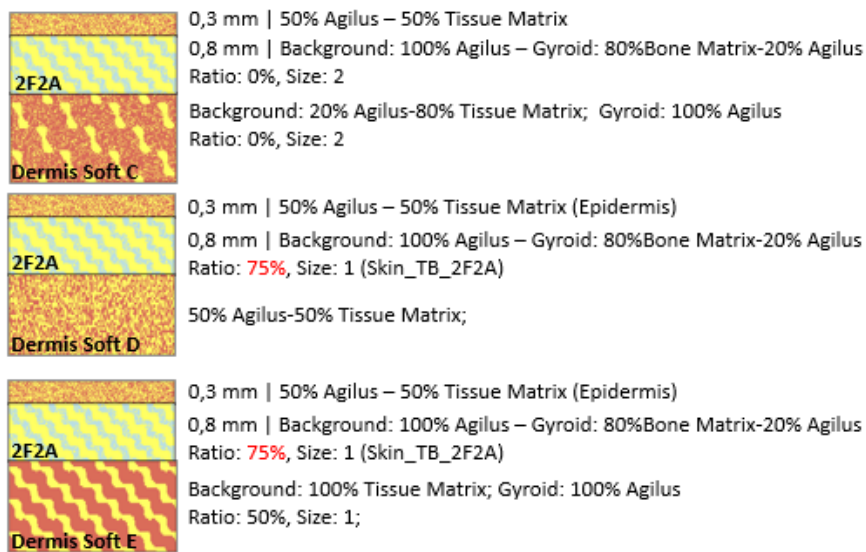 0,3 mm | 50% Agilus – 50% Tissue Matrix
0,8 mm | Background: 100% Agilus – Gyroid: 80%Bone Matrix-20% Agilus
2F2A
Ratio: 0%, Size: 2
Background: 20% Agilus-80% Tissue Matrix;  Gyroid: 100% Agilus
Ratio: 0%, Size: 2
Dermis Soft C
0,3 mm | 50% Agilus – 50% Tissue Matrix (Epidermis)
0,8 mm | Background: 100% Agilus – Gyroid: 80%Bone Matrix-20% Agilus
2F2A
Ratio: 75%, Size: 1 (Skin_TB_2F2A)
50% Agilus-50% Tissue Matrix;
Dermis Soft D
0,3 mm | 50% Agilus – 50% Tissue Matrix (Epidermis)
0,8 mm | Background: 100% Agilus – Gyroid: 80%Bone Matrix-20% Agilus
2F2A
Ratio: 75%, Size: 1 (Skin_TB_2F2A)
Background: 100% Tissue Matrix; Gyroid: 100% Agilus
Ratio: 50%, Size: 1;
Dermis Soft E